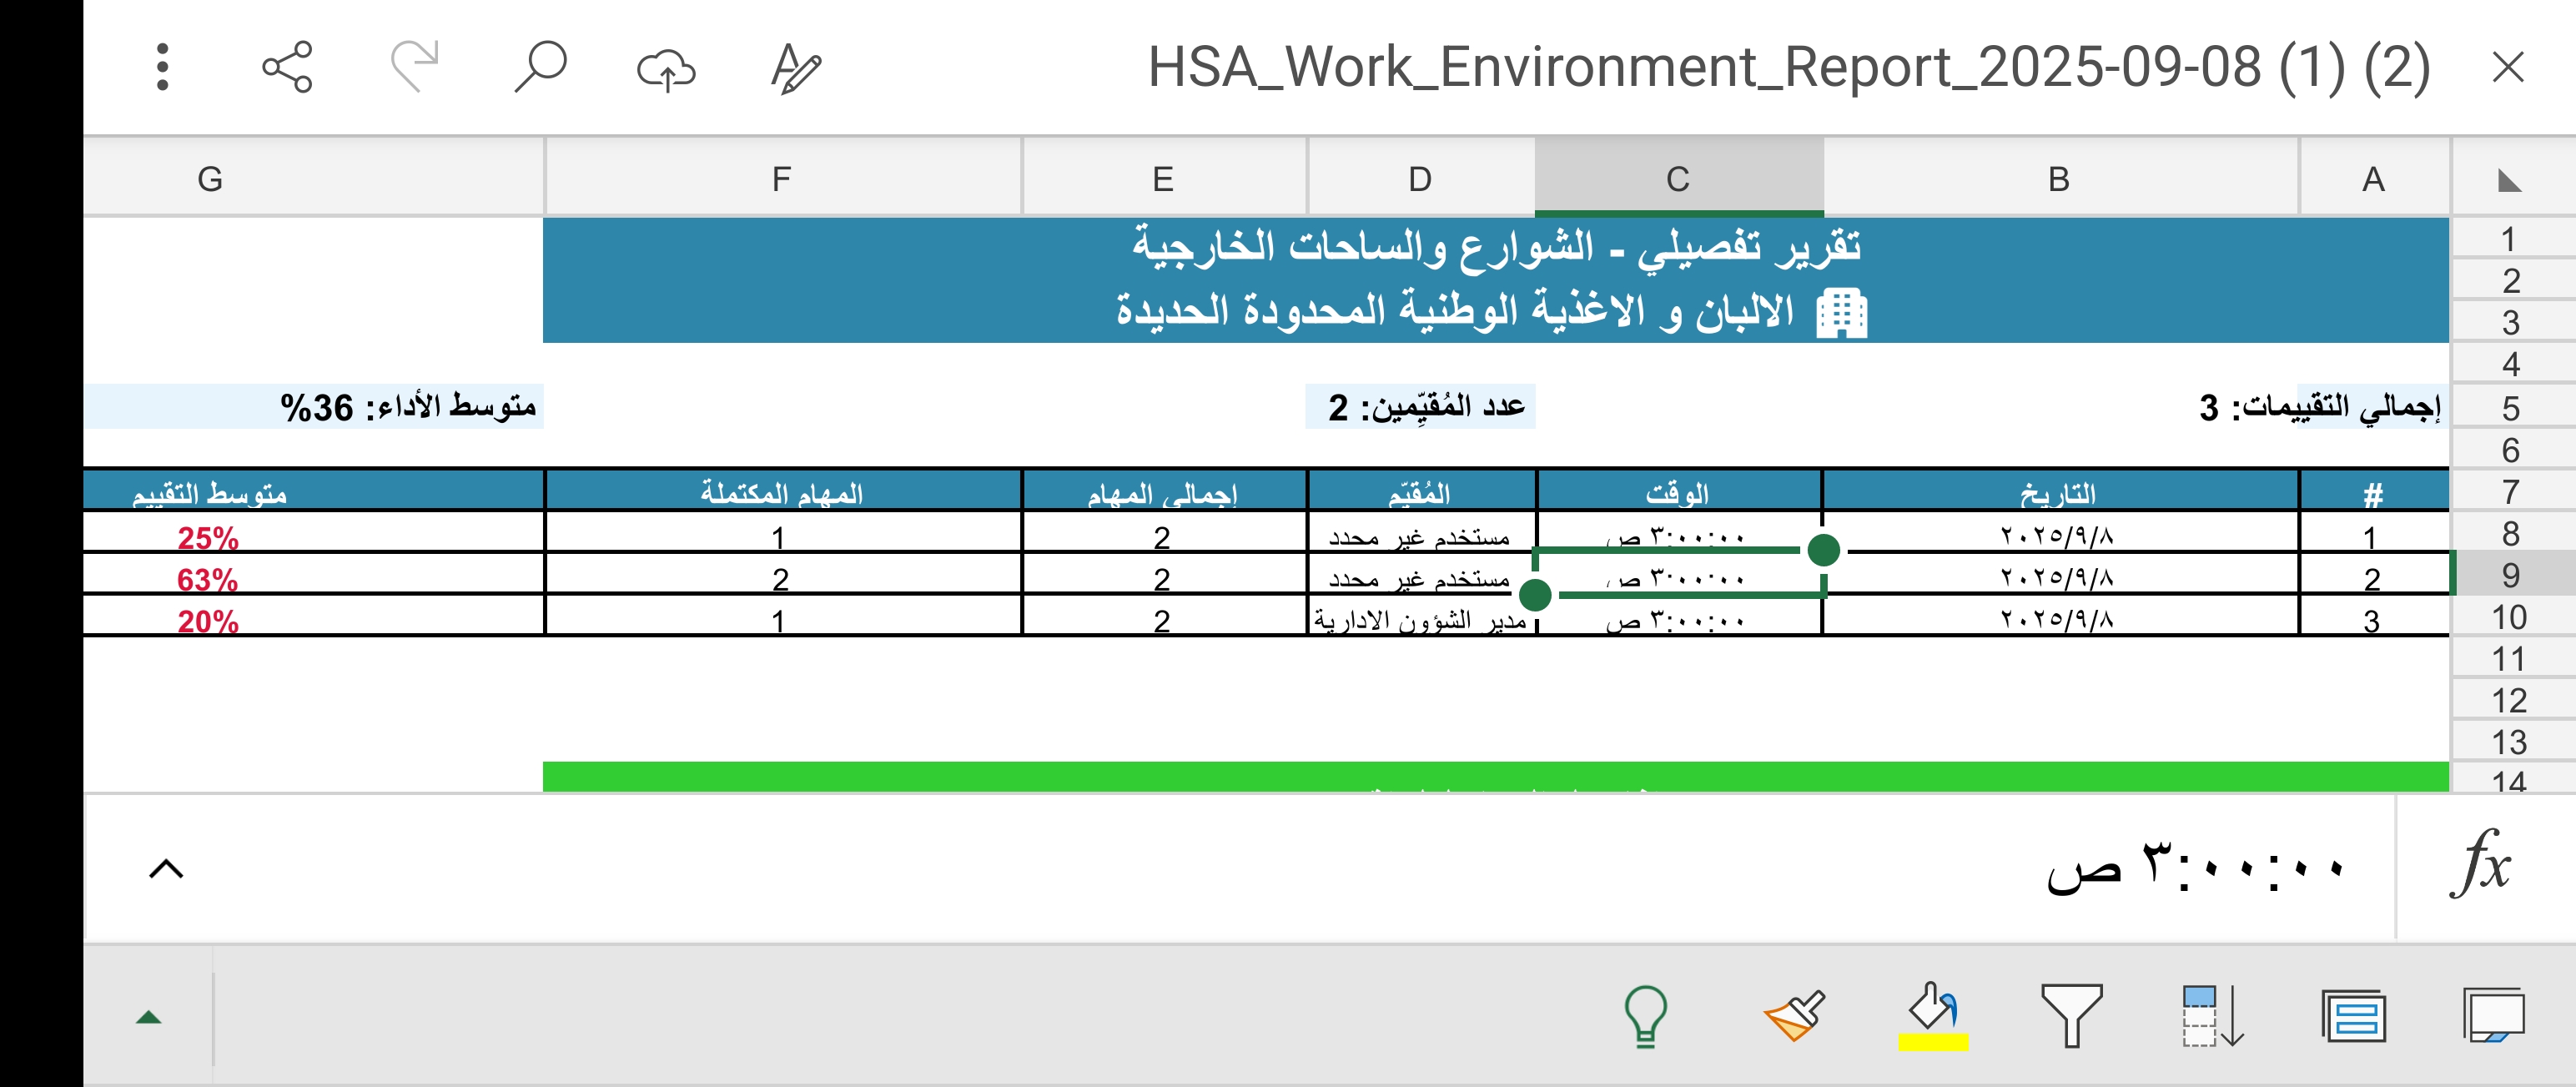 HSA_Work_Environment_Report_2025-09-08 (1) (2)
A B C D E F G
1 تقرير تفصيلي - الشوارع والساحات الخارجية
2
3 الالبان و الاغذية الوطنية المحدودة الحديدة
4
5 إجمالي التقييمات: 3 عدد المُقيِّمين: 2 متوسط الأداء: 36%
6
7 # التاريخ الوقت المُقيّم إجمالي المهام المهام المكتملة متوسط التقييم
8 1 ٢٠٢٥/٩/٨ ٣:٠٠:٠٠ ص مستخدم غير محدد 2 1 25%
9 2 ٢٠٢٥/٩/٨ ٣:٠٠:٠٠ ص مستخدم غير محدد 2 2 63%
10 3 ٢٠٢٥/٩/٨ ٣:٠٠:٠٠ ص مدير الشؤون الادارية 2 1 20%
11
12
13
14
fx ٣:٠٠:٠٠ ص